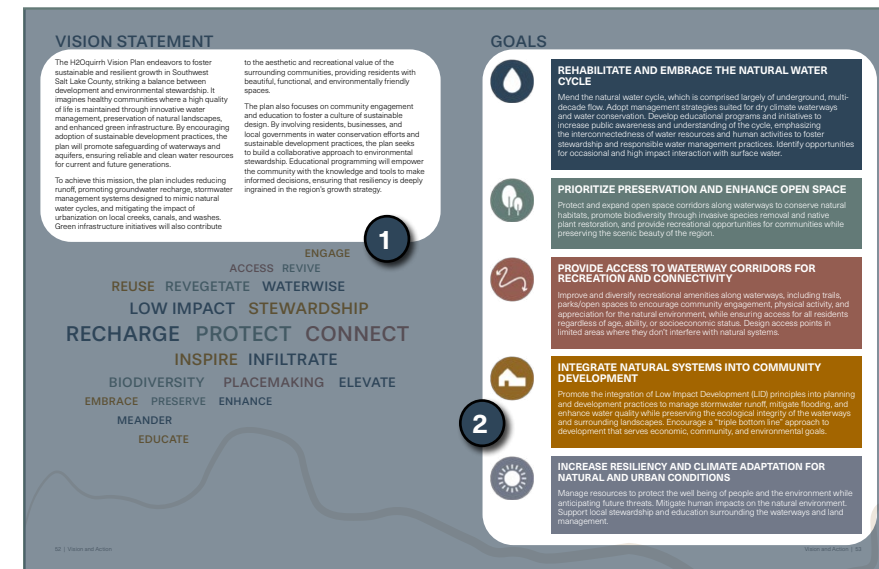 VISION STATEMENT
The H2Oquirrh Vision Plan endeavors to foster
sustainable and resilient growth in Southwest
Salt Lake County, striking a balance between
development and environmental stewardship. It
imagines healthy communities where a high quality
of life is maintained through innovative water
management, preservation of natural landscapes,
and enhanced green infrastructure. By encouraging
adoption of sustainable development practices, the
plan will promote safeguarding of waterways and
aquifers, ensuring reliable and clean water resources
for current and future generations.
To achieve this mission, the plan includes reducing
runoff, promoting groundwater recharge, stormwater
management systems designed to mimic natural
water cycles, and mitigating the impact of
urbanization on local creeks, canals, and washes.
Green infrastructure initiatives will also contribute
to the aesthetic and recreational value of the
surrounding communities, providing residents with
beautiful, functional, and environmentally friendly
spaces.
The plan also focuses on community engagement
and education to foster a culture of sustainable
design. By involving residents, businesses, and
local governments in water conservation efforts and
sustainable development practices, the plan seeks
to build a collaborative approach to environmental
stewardship. Educational programming will empower
the community with the knowledge and tools to make
informed decisions, ensuring that resiliency is deeply
ingrained in the region's growth strategy.
1
ENGAGE
ACCESS REVIVE
REUSE REVEGETATE WATERWISE
LOW IMPACT STEWARDSHIP
RECHARGE PROTECT CONNECT
INSPIRE INFILTRATE
BIODIVERSITY PLACEMAKING ELEVATE
EMBRACE PRESERVE ENHANCE
MEANDER
EDUCATE
62 | Vision and Action
GOALS
REHABILITATE AND EMBRACE THE NATURAL WATER
CYCLE
Mend the natural water cycle, which is comprised largely of underground, multi-
decade flow. Adopt management strategies suited for dry climate waterways
and water conservation. Develop educational programs and initiatives to
increase public awareness and understanding of the cycle, emphasizing
the interconnectedness of water resources and human activities to foster
stewardship and responsible water management practices. Identify opportunities
for occasional and high impact interaction with surface water.
PRIORITIZE PRESERVATION AND ENHANCE OPEN SPACE
Protect and expand open space corridors along waterways to conserve natural
habitats, promote biodiversity through invasive species removal and native
plant restoration, and provide recreational opportunities for communities while
preserving the scenic beauty of the region.
PROVIDE ACCESS TO WATERWAY CORRIDORS FOR
RECREATION AND CONNECTIVITY
Improve and diversify recreational amenities along waterways, including trails,
parks/open spaces to encourage community engagement, physical activity, and
appreciation for the natural environment, while ensuring access for all residents
regardless of age, ability, or socioeconomic status. Design access points in
limited areas where they don't interfere with natural systems.
INTEGRATE NATURAL SYSTEMS INTO COMMUNITY
DEVELOPMENT
Promote the integration of Low Impact Development (LID) principles into planning
and development practices to manage stormwater runoff, mitigate flooding, and
enhance water quality while preserving the ecological integrity of the waterways
and surrounding landscapes. Encourage a "triple bottom line" approach to
development that serves economic, community, and environmental goals.
2
INCREASE RESILIENCY AND CLIMATE ADAPTATION FOR
NATURAL AND URBAN CONDITIONS
Manage resources to protect the well being of people and the environment while
anticipating future threats. Mitigate human impacts on the natural environment.
Support local stewardship and education surrounding the waterways and land
management.
Vision and Action | 53